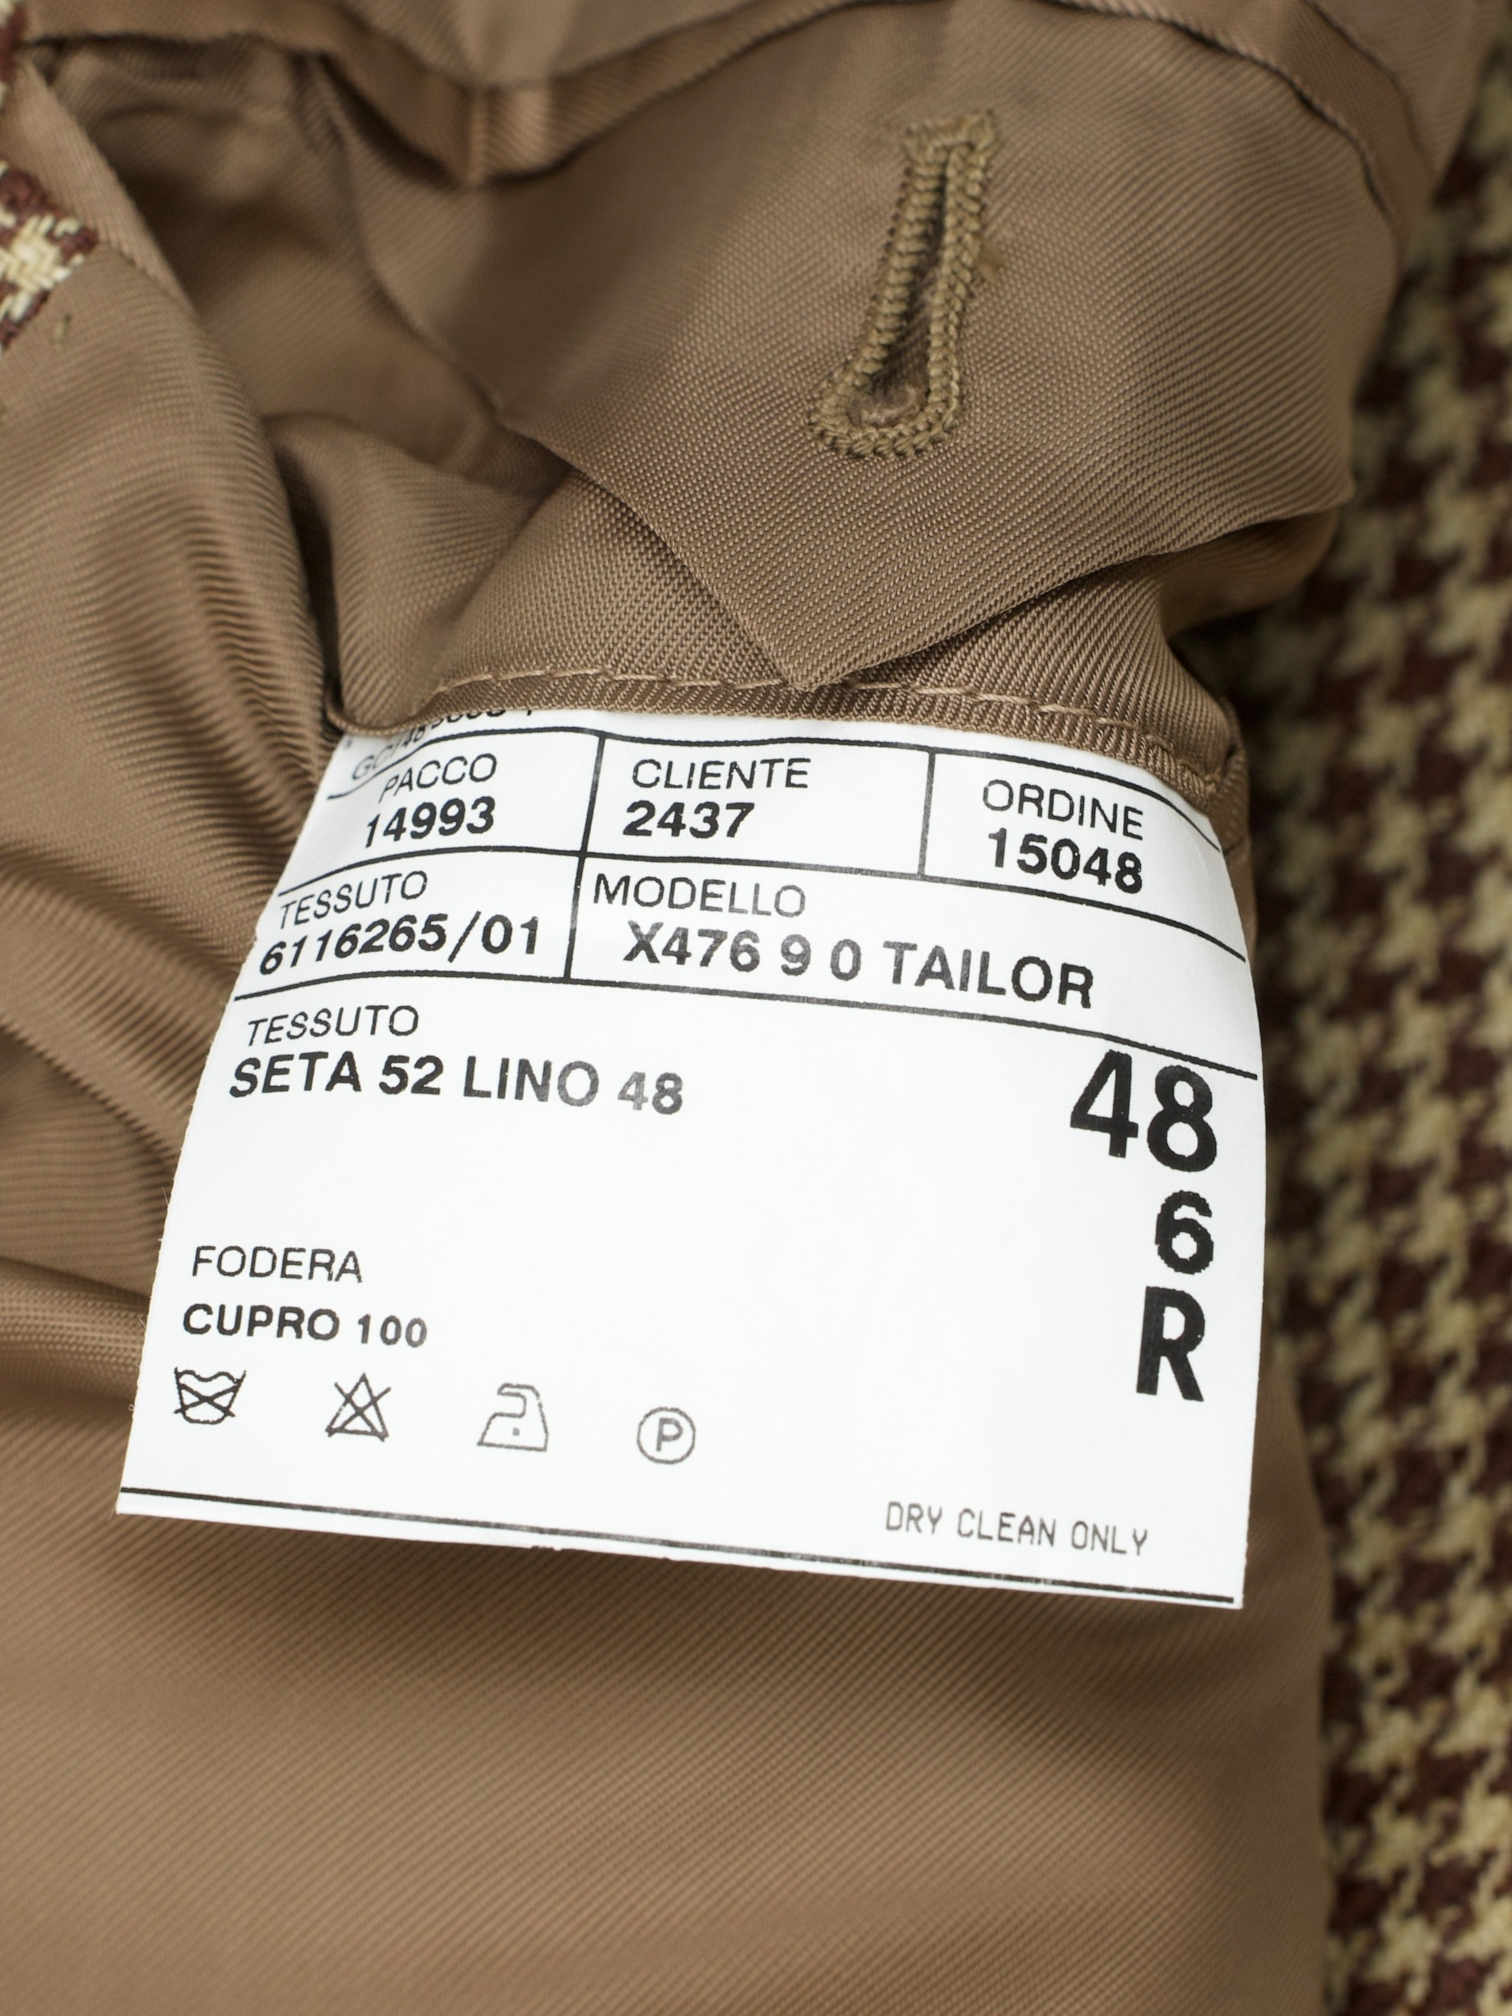 PACCO CLIENTE ORDINE
14993 2437 15048
TESSUTO MODELLO
6116265/01 X476 9 0 TAILOR
TESSUTO
SETA 52 LINO 48
48
6
R
FODERA
CUPRO 100
P
DRY CLEAN ONLY